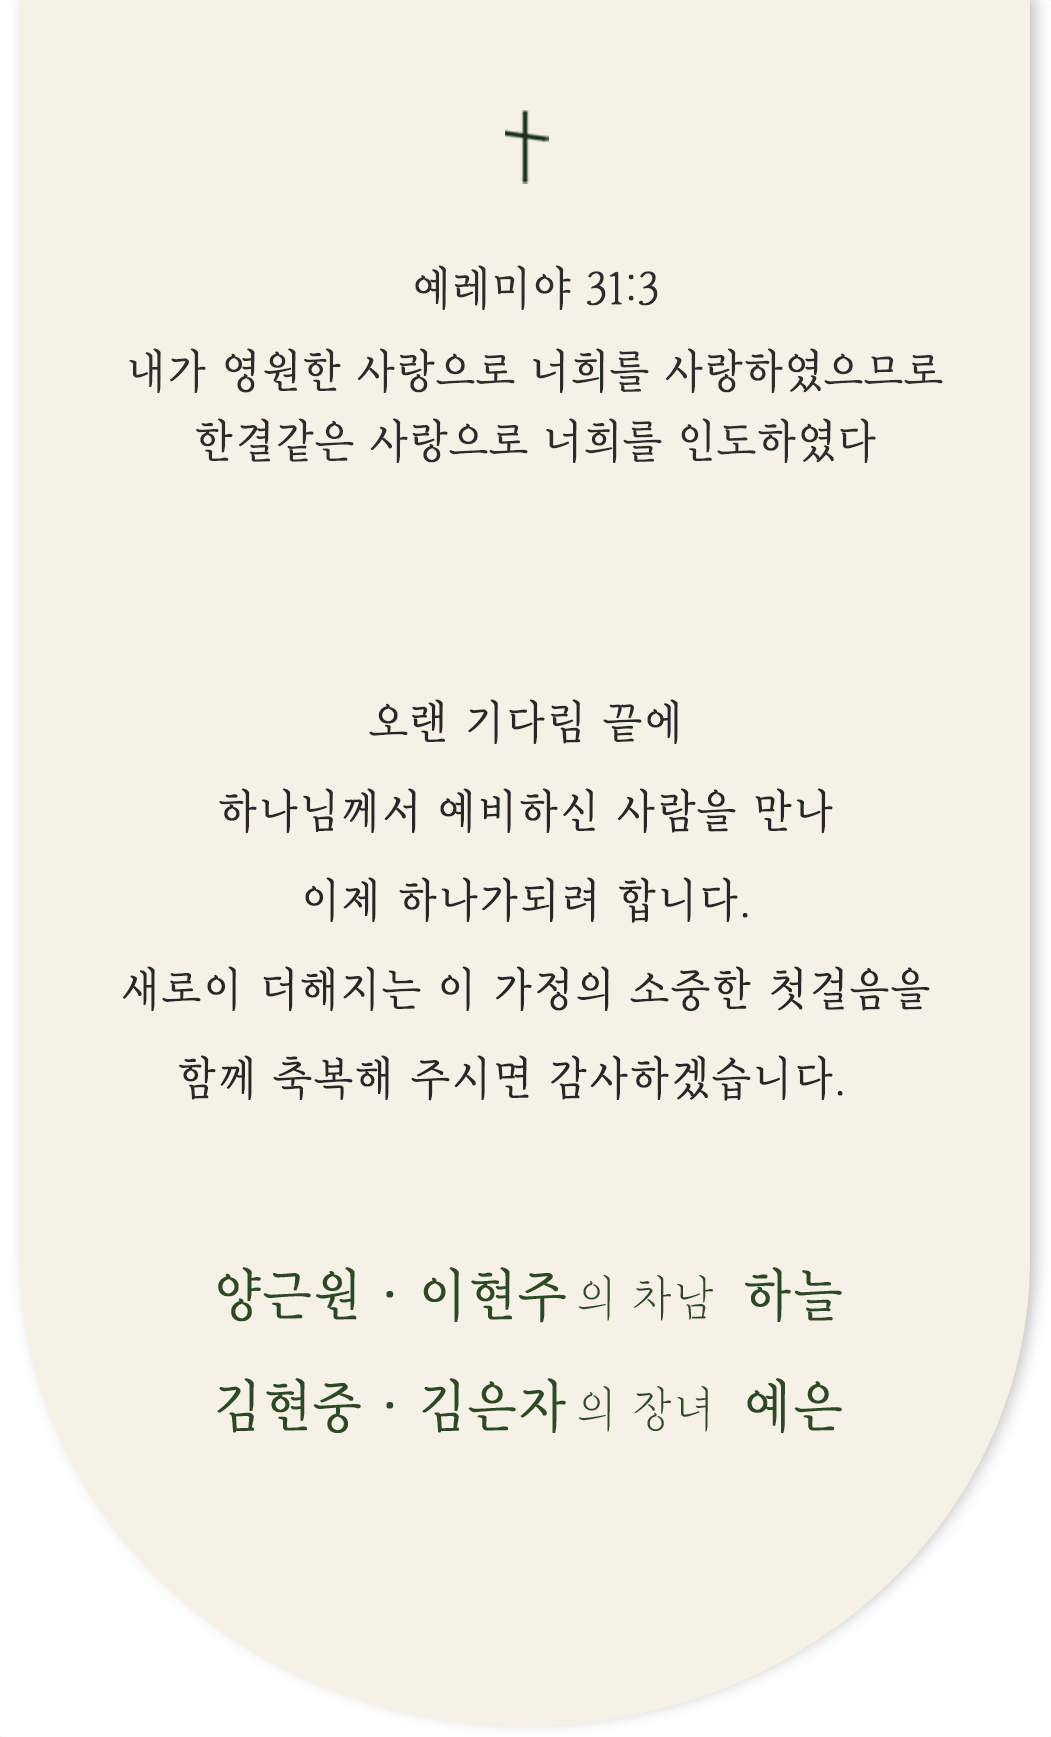 예레미야 31:3
내가 영원한 사랑으로 너희를 사랑하였으므로
한결같은 사랑으로 너희를 인도하였다
오랜 기다림 끝에
하나님께서 예비하신 사람을 만나
이제 하나가되려 합니다.
새로이 더해지는 이 가정의 소중한 첫걸음을
함께 축복해 주시면 감사하겠습니다.
양근원 · 이현주의 차남 하늘
김현중 · 김은자의 장녀 예은